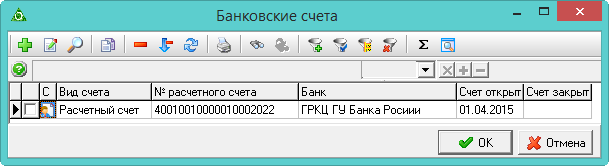 Банковские счета
С Вид счета № расчетного счета Банк Счет открыт Счет закрыт
Расчетный счет 40010010000010002022 ГРКЦ ГУ Банка Росиии 01.04.2015
OK Отмена